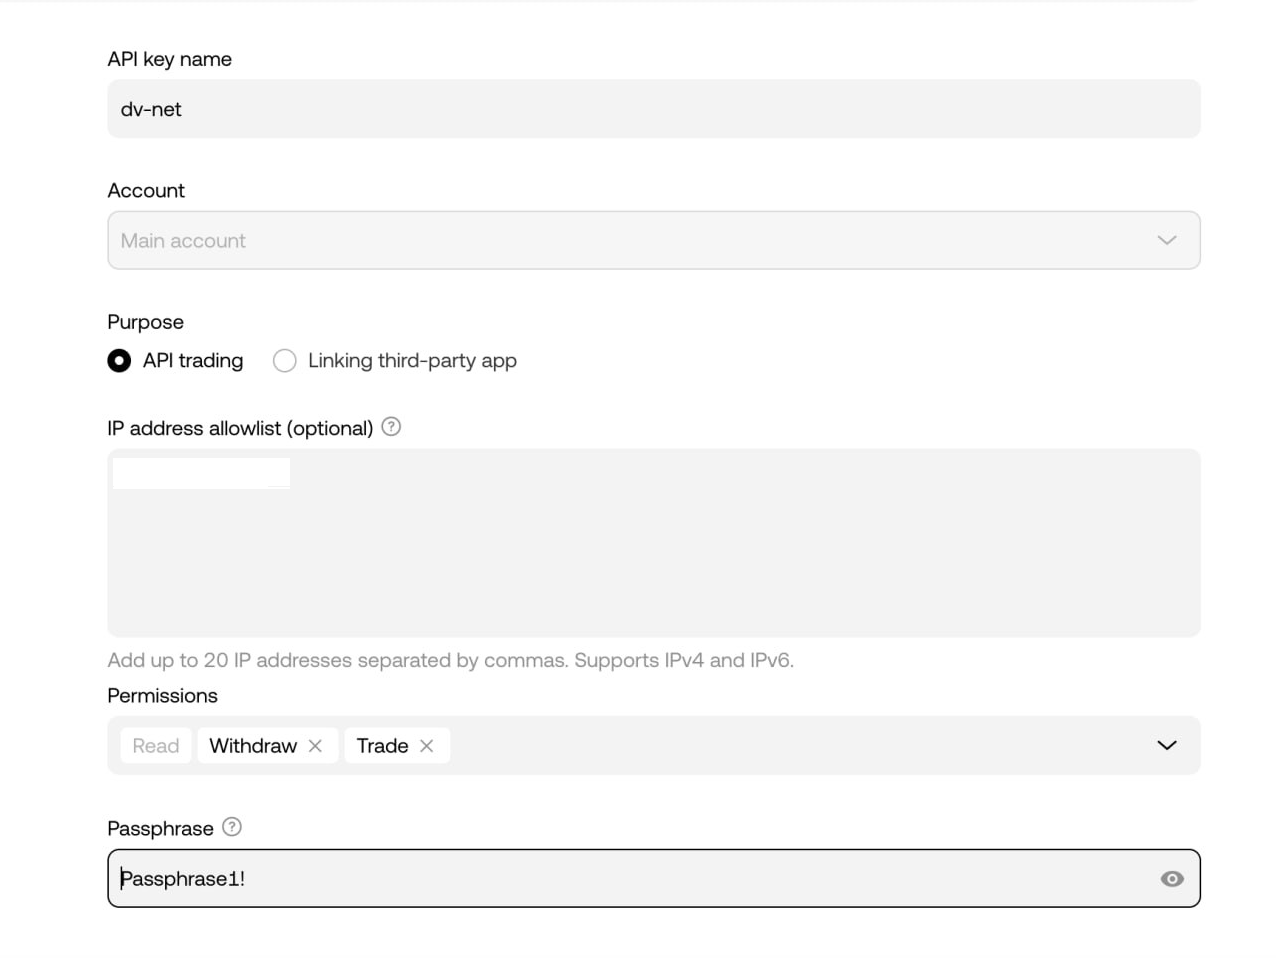 API key name
dv-net
Account
Main account
Purpose
API trading Linking third-party app
IP address allowlist (optional) ?
Add up to 20 IP addresses separated by commas. Supports IPv4 and IPv6.
Permissions
Read Withdraw × Trade ×
Passphrase ?
Passphrase1!